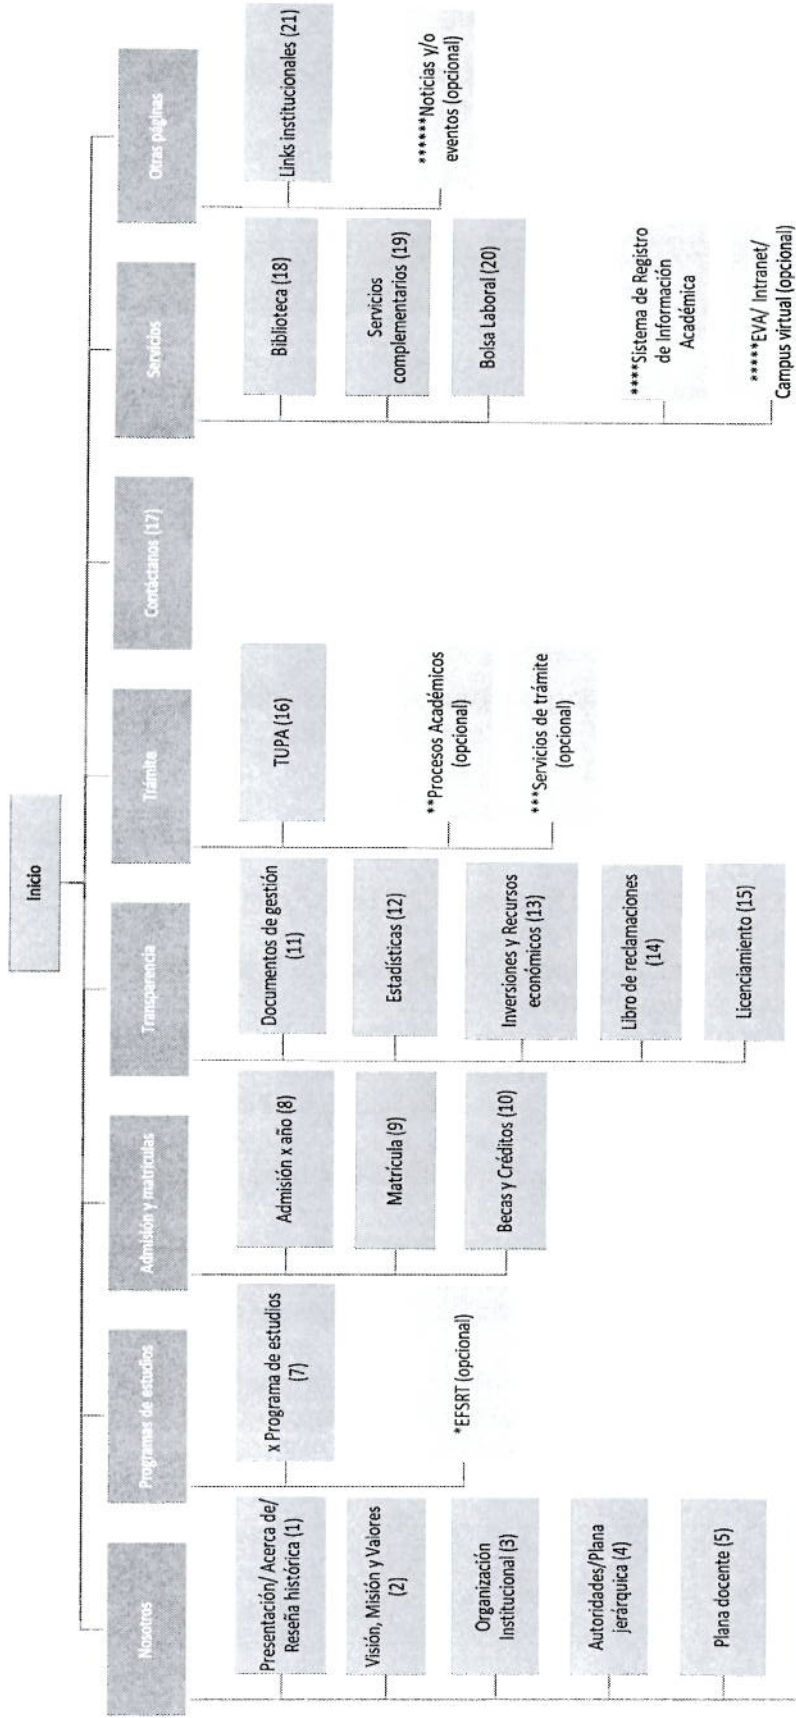 Inicio
Nosotros
Presentación/ Acerca de/
Reseña histórica (1)
Visión, Misión y Valores
(2)
Organización
Institucional (3)
Autoridades/Plana
jerárquica (4)
Plana docente (5)
Programas de estudios
x Programa de estudios
(7)
*EFSRT (opcional)
Admisión y matrículas
Admisión x año (8)
Matrícula (9)
Becas y Créditos (10)
Transparencia
Documentos de gestión
(11)
Estadísticas (12)
Inversiones y Recursos
económicos (13)
Libro de reclamaciones
(14)
Licenciamiento (15)
Trámite
TUPA (16)
**Procesos Académicos
(opcional)
***Servicios de trámite
(opcional)
Contáctanos (17)
Servicios
Biblioteca (18)
Servicios
complementarios (19)
Bolsa Laboral (20)
****Sistema de Registro
de Información
Académica
*****EVA/ Intranet/
Campus virtual (opcional)
Otras páginas
Links institucionales (21)
******Noticias y/o
eventos (opcional)